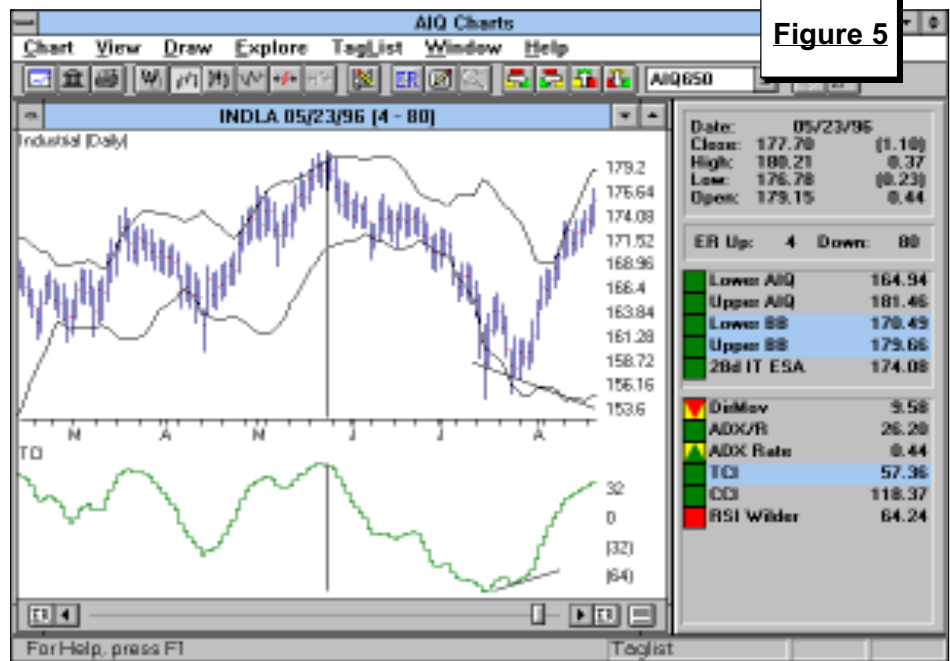 AIQ Charts
Figure 5
Chart View Draw Explore TagList Window Help
ER
AIQ650
INDLA 05/23/96 (4 - 80)
Industrial (Daily)
179.2
176.64
174.08
171.52
168.96
166.4
163.84
161.28
158.72
156.16
153.6
M A M J J A
TCI
32
0
(32)
(64)
ER
ER
Date: 05/23/96
Close: 177.70 (1.10)
High: 180.21 0.37
Low: 176.78 (0.23)
Open: 179.15 0.44
ER Up: 4 Down: 80
Lower AIQ 164.94
Upper AIQ 181.46
Lower BB 170.49
Upper BB 179.66
28d IT ESA 174.08
DirMov 9.58
ADX/R 26.20
ADX Rate 0.44
TCI 57.36
CCI 118.37
RSI Wilder 64.24
For Help, press F1
Taglist